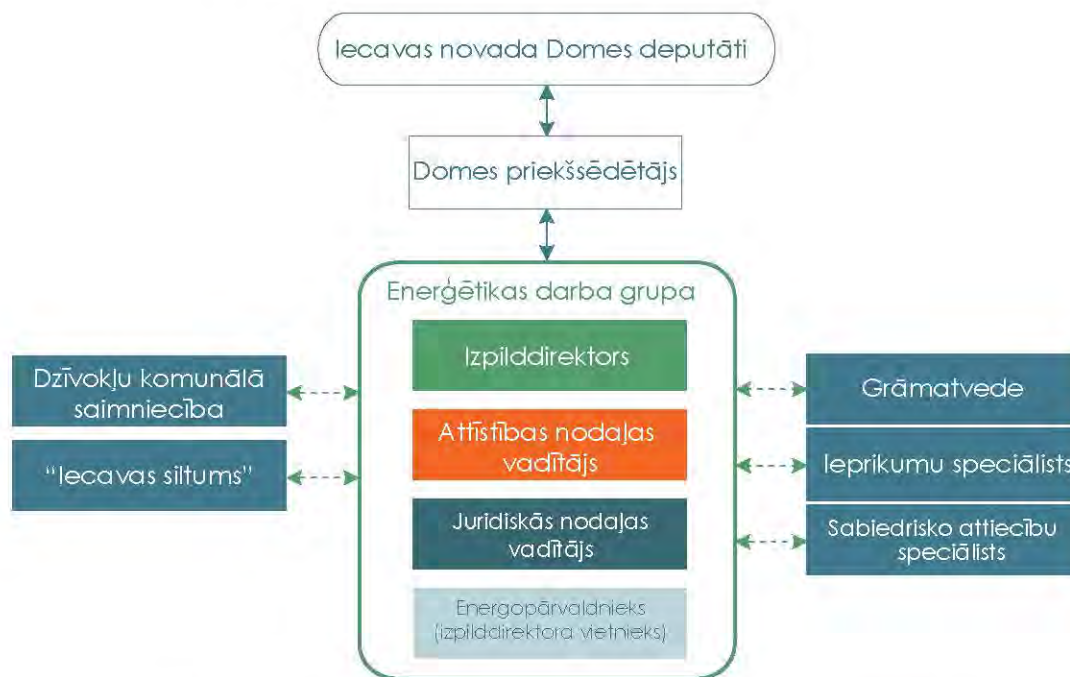 Iecavas novada Domes deputāti
Domes priekšsēdētājs
Enerģētikas darba grupa
Izpilddirektors
Attīstības nodaļas
vadītājs
Juridiskās nodaļas
vadītājs
Energopārvaldnieks
(izpilddirektora vietnieks)
Dzīvokļu komunālā
saimniecība
“Iecavas siltums”
Grāmatvede
Ieprikumu speciālists
Sabiedrisko attiecību
speciālists